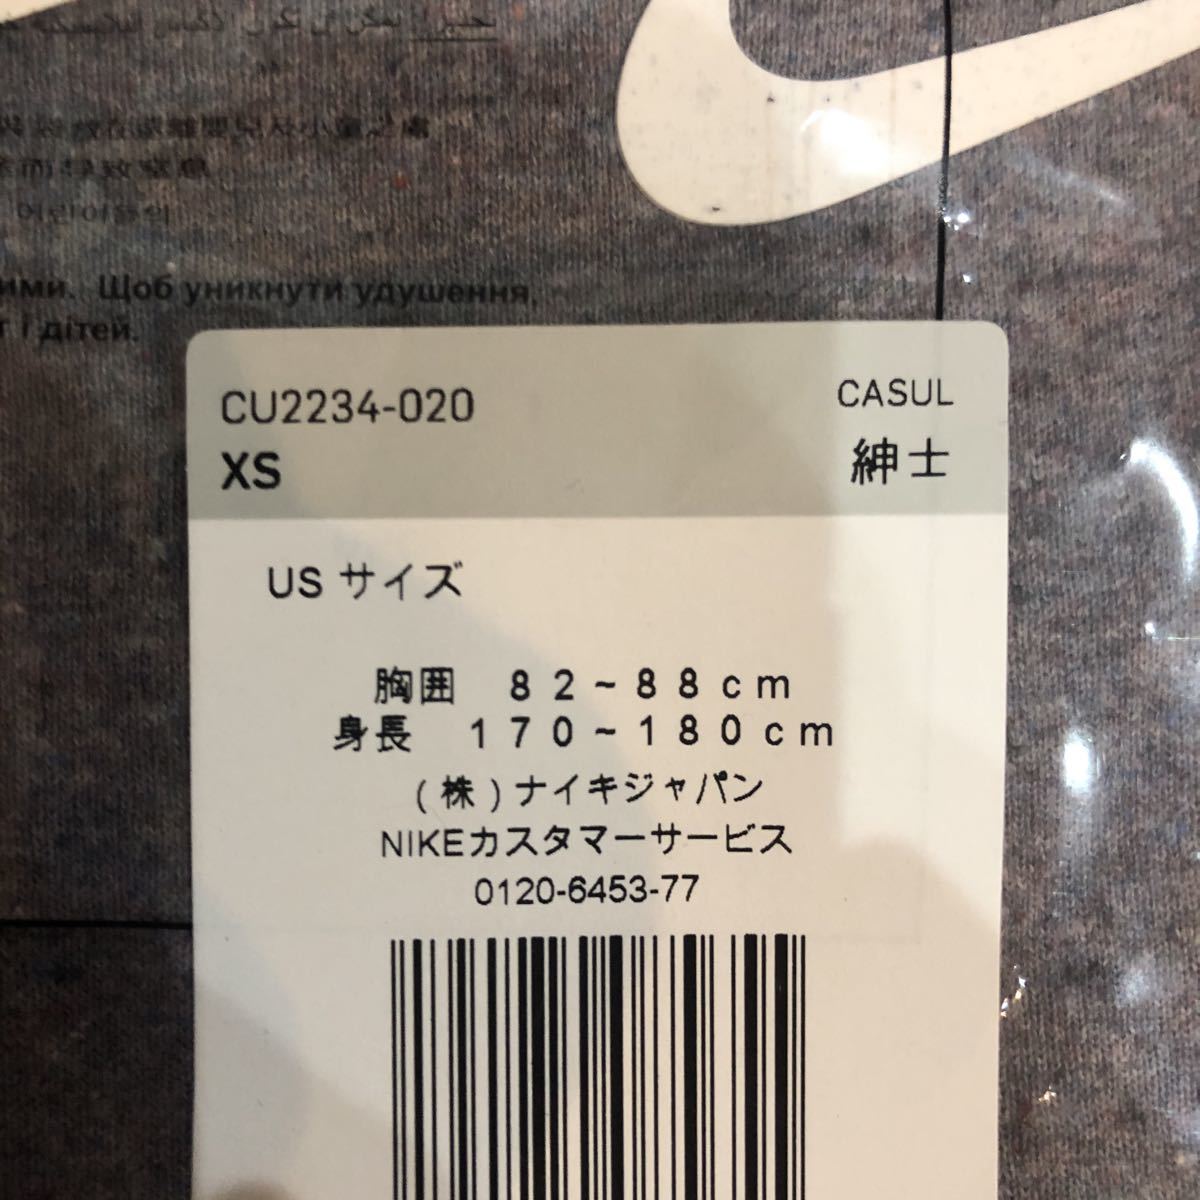 ими. Щоб уникнути удушення,
і дітей.
CU2234-020
CASUL
XS
紳士
US サイズ
胸囲 82~88cm
身長 170~180cm
(株)ナイキジャパン
NIKEカスタマーサービス
0120-6453-77